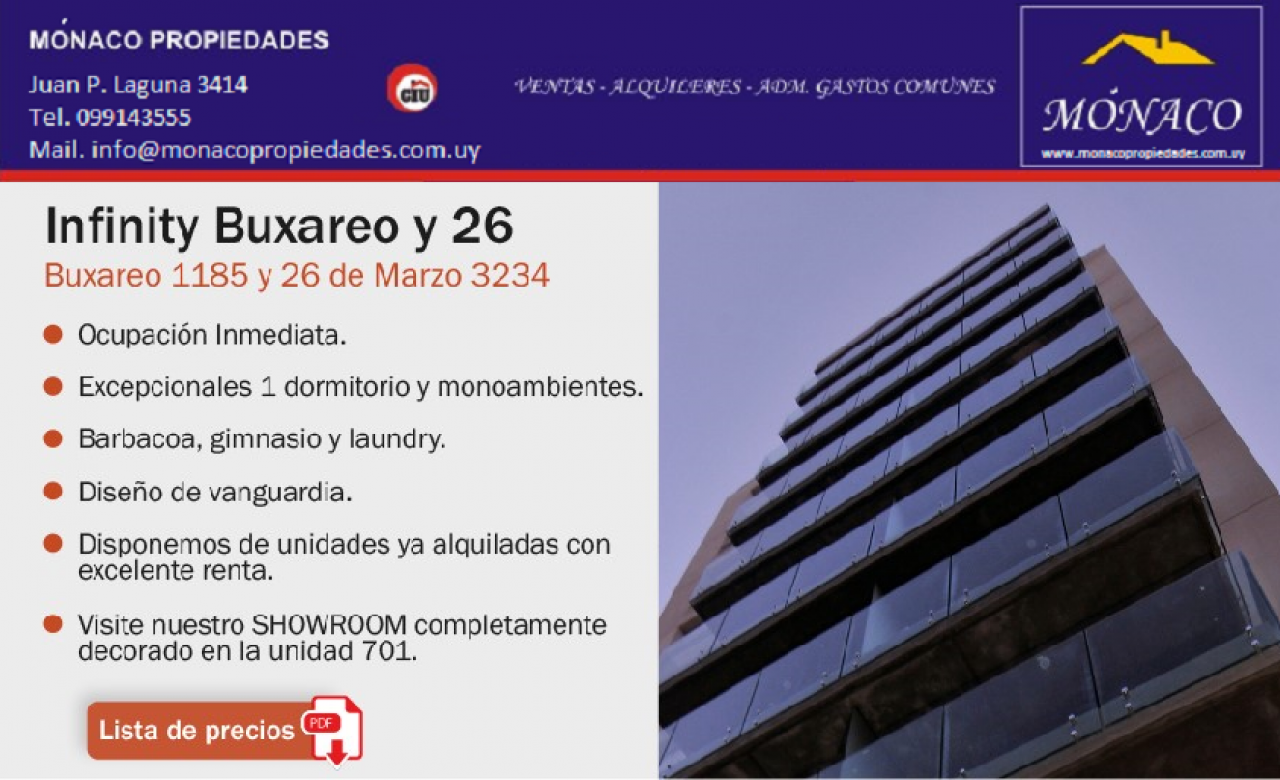 MÓNACO PROPIEDADES
Juan P. Laguna 3414
Tel. 099143555
Mail. info@monacopropiedades.com.uy
CIU
VENTAS - ALQUILERES - ADM. GASTOS COMUNES
MÓNACO
www.monacopropiedades.com.uy
Infinity Buxareo y 26
Buxareo 1185 y 26 de Marzo 3234
Ocupación Inmediata.
Excepcionales 1 dormitorio y monoambientes.
Barbacoa, gimnasio y laundry.
Diseño de vanguardia.
Disponemos de unidades ya alquiladas con
excelente renta.
Visite nuestro SHOWROOM completamente
decorado en la unidad 701.
Lista de precios
PDF